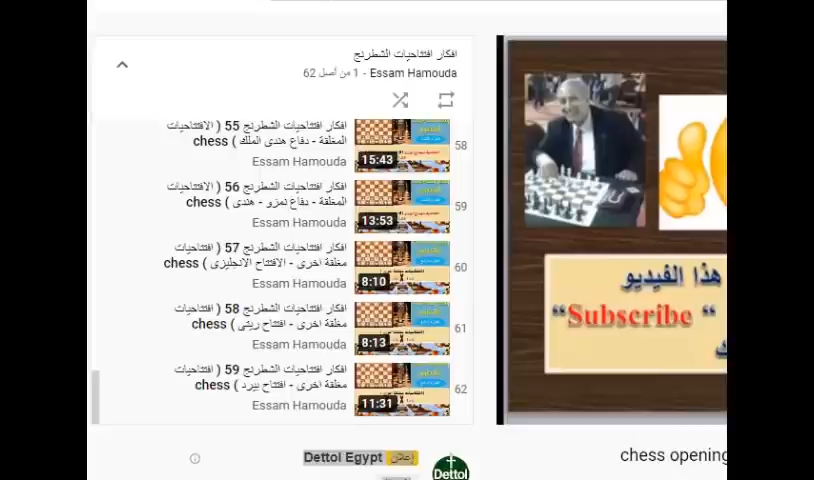 افكار افتتاحيات الشطرنج
Essam Hamouda - 1 من أصل 62
افكار افتتاحيات الشطرنج 55 ( الافتتاحيات
المغلقة - دفاع هندى الملك ) chess
Essam Hamouda
15:43
58
افكار افتتاحيات الشطرنج 56 ( الافتتاحيات
المغلقة - دفاع نمزو - هندى ) chess
Essam Hamouda
13:53
59
افكار افتتاحيات الشطرنج 57 ( افتتاحيات
مغلقة اخرى - الافتتاح الانجليزى ) chess
Essam Hamouda
8:10
60
افكار افتتاحيات الشطرنج 58 ( افتتاحيات
مغلقة اخرى - افتتاح ريتى ) chess
Essam Hamouda
8:13
61
افكار افتتاحيات الشطرنج 59 ( افتتاحيات
مغلقة اخرى - افتتاح بيرد ) chess
Essam Hamouda
11:31
62
هذا الفيديو
“ Subscribe ”
chess opening
إعلان Dettol Egypt
Dettol